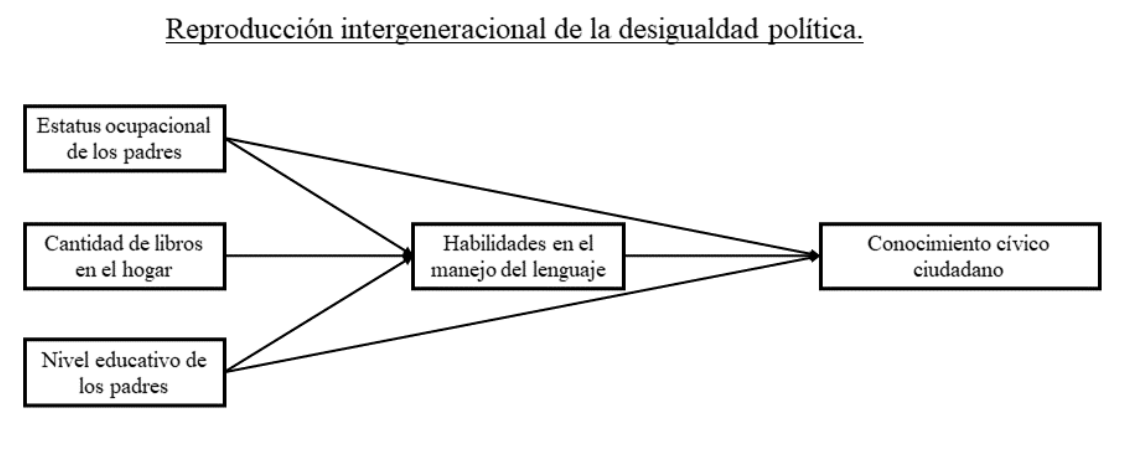 Reproducción intergeneracional de la desigualdad política.
Estatus ocupacional
de los padres
Cantidad de libros
en el hogar
Habilidades en el
manejo del lenguaje
Conocimiento cívico
ciudadano
Nivel educativo de
los padres